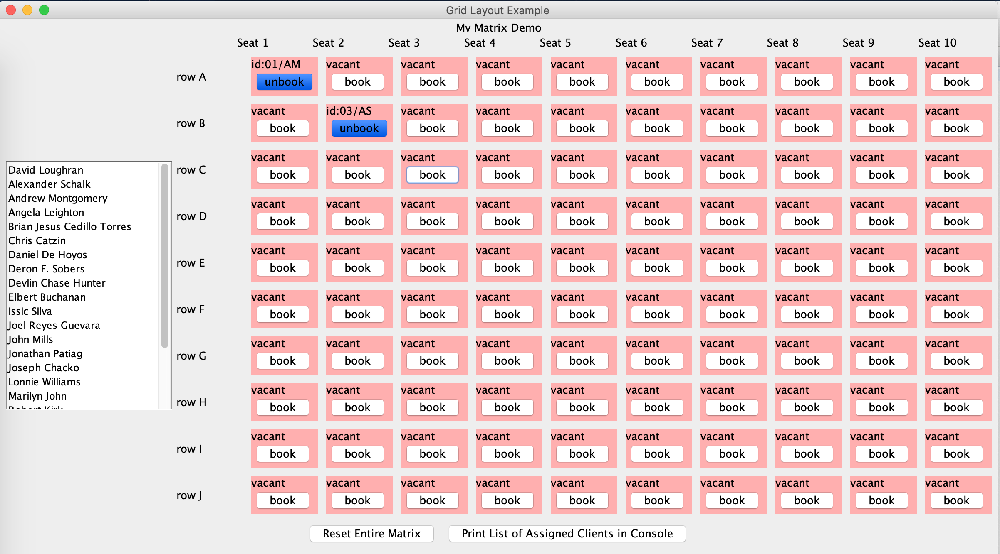 Grid Layout Example
Mv Matrix Demo
Seat 1 Seat 2 Seat 3 Seat 4 Seat 5 Seat 6 Seat 7 Seat 8 Seat 9 Seat 10
id:01/AM vacant vacant vacant vacant vacant vacant vacant vacant vacant
row A unbook book book book book book book book book book
vacant id:03/AS vacant vacant vacant vacant vacant vacant vacant vacant
row B book unbook book book book book book book book book
vacant vacant vacant vacant vacant vacant vacant vacant vacant vacant
row C book book book book book book book book book book
vacant vacant vacant vacant vacant vacant vacant vacant vacant vacant
row D book book book book book book book book book book
vacant vacant vacant vacant vacant vacant vacant vacant vacant vacant
row E book book book book book book book book book book
vacant vacant vacant vacant vacant vacant vacant vacant vacant vacant
row F book book book book book book book book book book
vacant vacant vacant vacant vacant vacant vacant vacant vacant vacant
row G book book book book book book book book book book
vacant vacant vacant vacant vacant vacant vacant vacant vacant vacant
row H book book book book book book book book book book
vacant vacant vacant vacant vacant vacant vacant vacant vacant vacant
row I book book book book book book book book book book
vacant vacant vacant vacant vacant vacant vacant vacant vacant vacant
row J book book book book book book book book book book
David Loughran
Alexander Schalk
Andrew Montgomery
Angela Leighton
Brian Jesus Cedillo Torres
Chris Catzin
Daniel De Hoyos
Deron F. Sobers
Devlin Chase Hunter
Elbert Buchanan
Issic Silva
Joel Reyes Guevara
John Mills
Jonathan Patiag
Joseph Chacko
Lonnie Williams
Marilyn John
Reset Entire Matrix Print List of Assigned Clients in Console